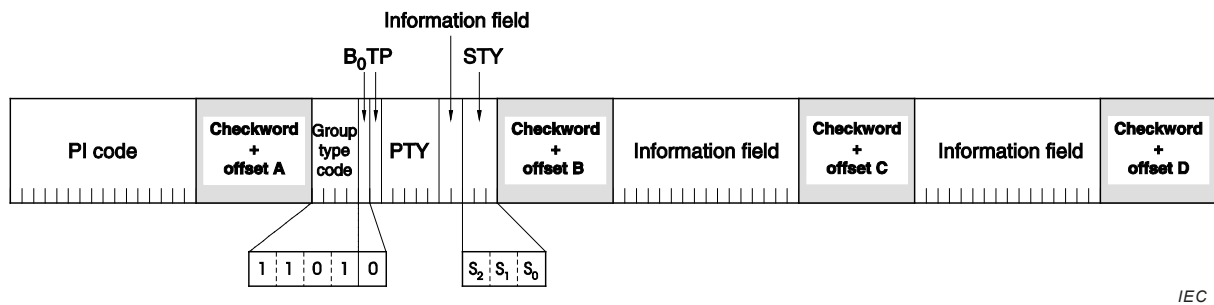 Information field
B₀TP STY
PI code
Checkword
+
offset A
Group
type
code
PTY
Checkword
+
offset B
Information field
Checkword
+
offset C
Information field
Checkword
+
offset D
1 1 0 1 0
S₂ S₁ S₀
IEC